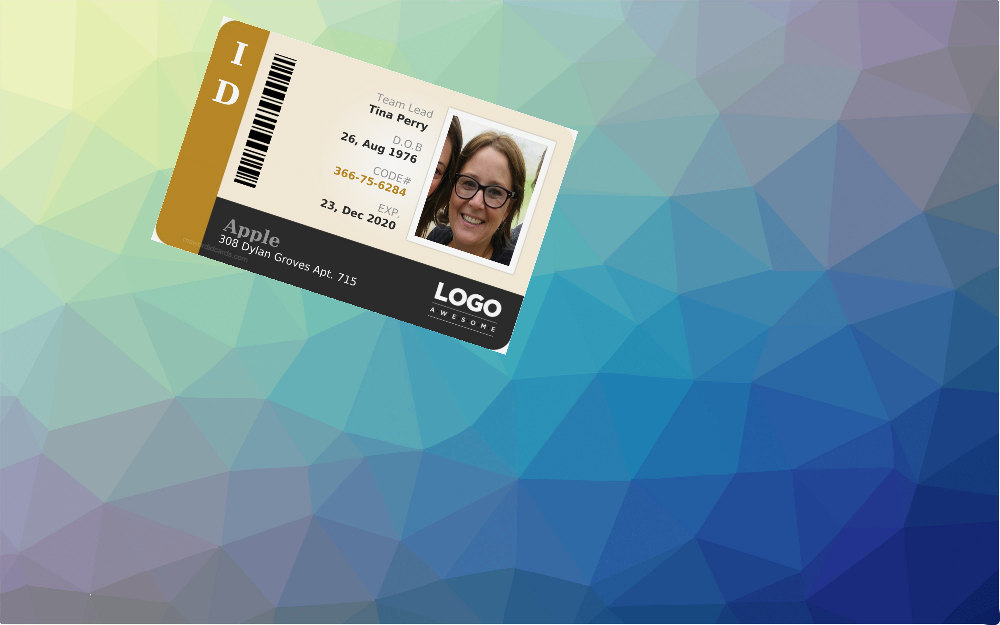 I
D
Team Lead
Tina Perry
D.O.B
26, Aug 1976
CODE#
366-75-6284
EXP.
23, Dec 2020
Apple
308 Dylan Groves Apt. 715
LOGO
AWESOME